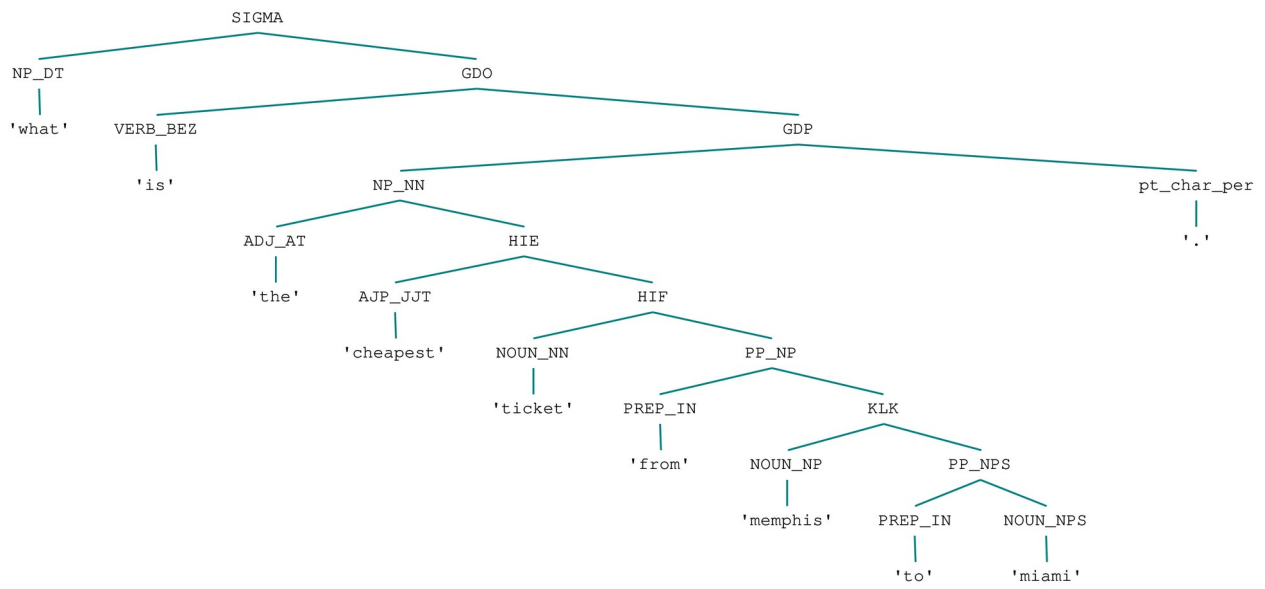 SIGMA
NP_DT GDO
'what' VERB_BEZ GDP
'is' NP_NN pt_char_per
ADJ_AT HIE '.'
'the' AJP_JJT HIF
'cheapest' NOUN_NN PP_NP
'ticket' PREP_IN KLK
'from' NOUN_NP PP_NPS
'memphis' PREP_IN NOUN_NPS
'to' 'miami'